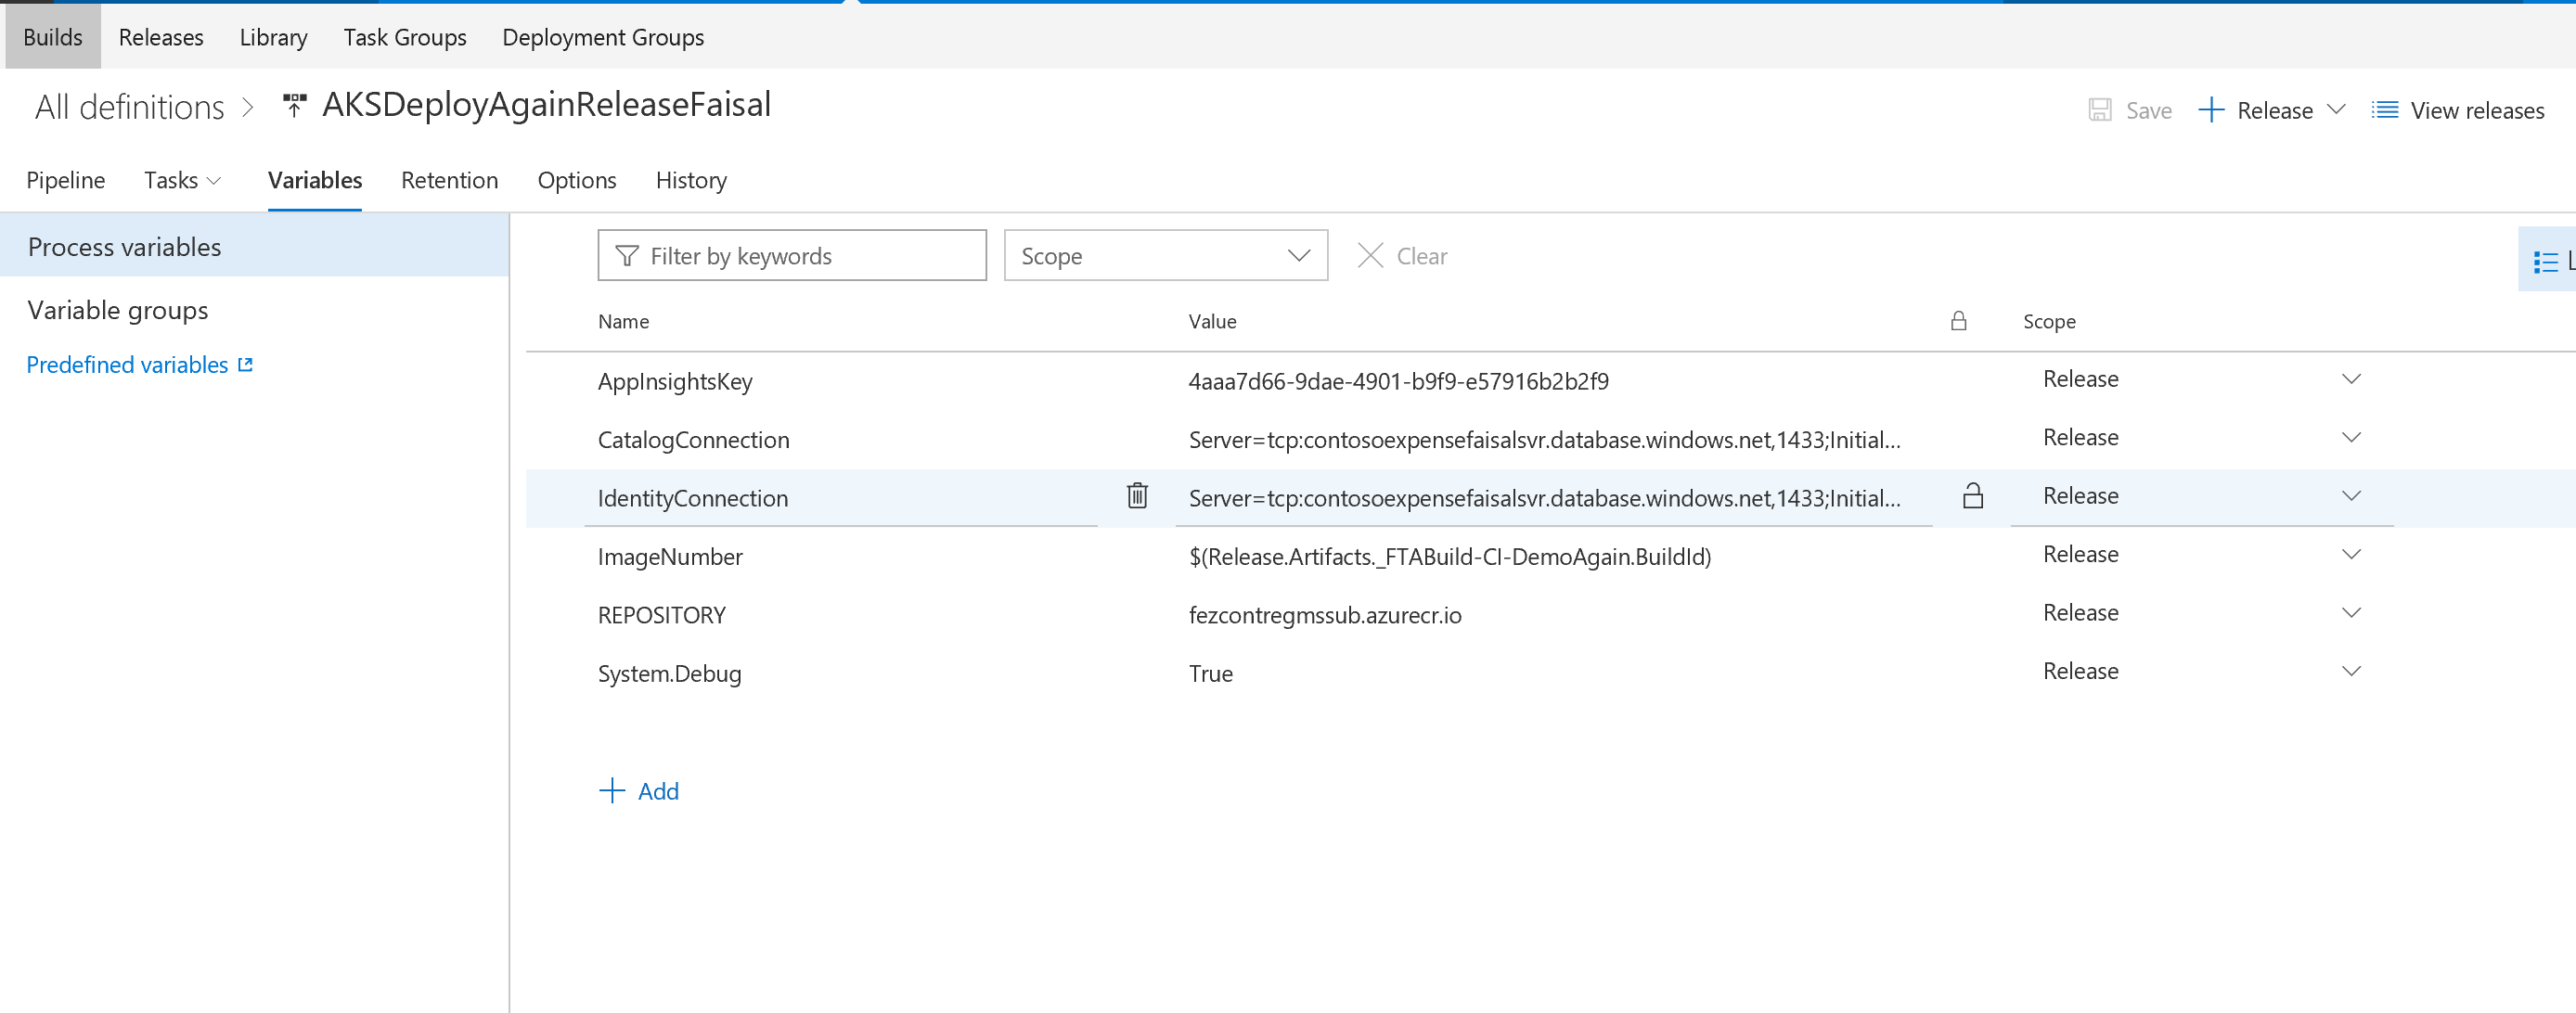 Builds Releases Library Task Groups Deployment Groups
All definitions > AKSDeployAgainReleaseFaisal Save + Release View releases
Pipeline Tasks Variables Retention Options History
Process variables
Variable groups
Predefined variables
Filter by keywords Scope Clear
Name Value Scope
AppInsightsKey 4aaa7d66-9dae-4901-b9f9-e57916b2b2f9 Release
CatalogConnection Server=tcp:contosoexpensefaisalsvr.database.windows.net,1433;Initial... Release
IdentityConnection Server=tcp:contosoexpensefaisalsvr.database.windows.net,1433;Initial... Release
ImageNumber $(Release.Artifacts._FTABuild-CI-DemoAgain.BuildId) Release
REPOSITORY fezcontregmssub.azurecr.io Release
System.Debug True Release
+ Add